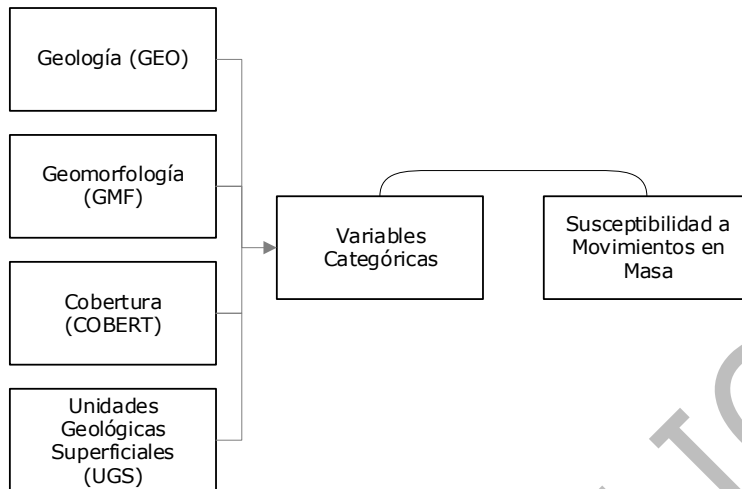 Geología (GEO)
Geomorfología
(GMF)
Cobertura
(COBERT)
Unidades
Geológicas
Superficiales
(UGS)
Variables
Categóricas
Susceptibilidad a
Movimientos en
Masa